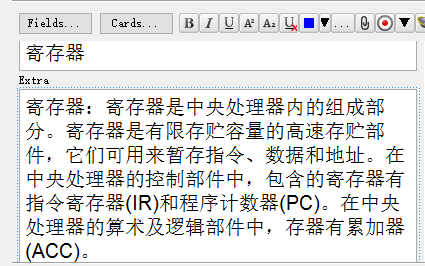 Fields... Cards... B I U A² A₂ U ...
寄存器
Extra
寄存器：寄存器是中央处理器内的组成部
分。寄存器是有限存贮容量的高速存贮部
件，它们可用来暂存指令、数据和地址。在
中央处理器的控制部件中，包含的寄存器有
指令寄存器(IR)和程序计数器(PC)。在中央
处理器的算术及逻辑部件中，存器有累加器
(ACC)。